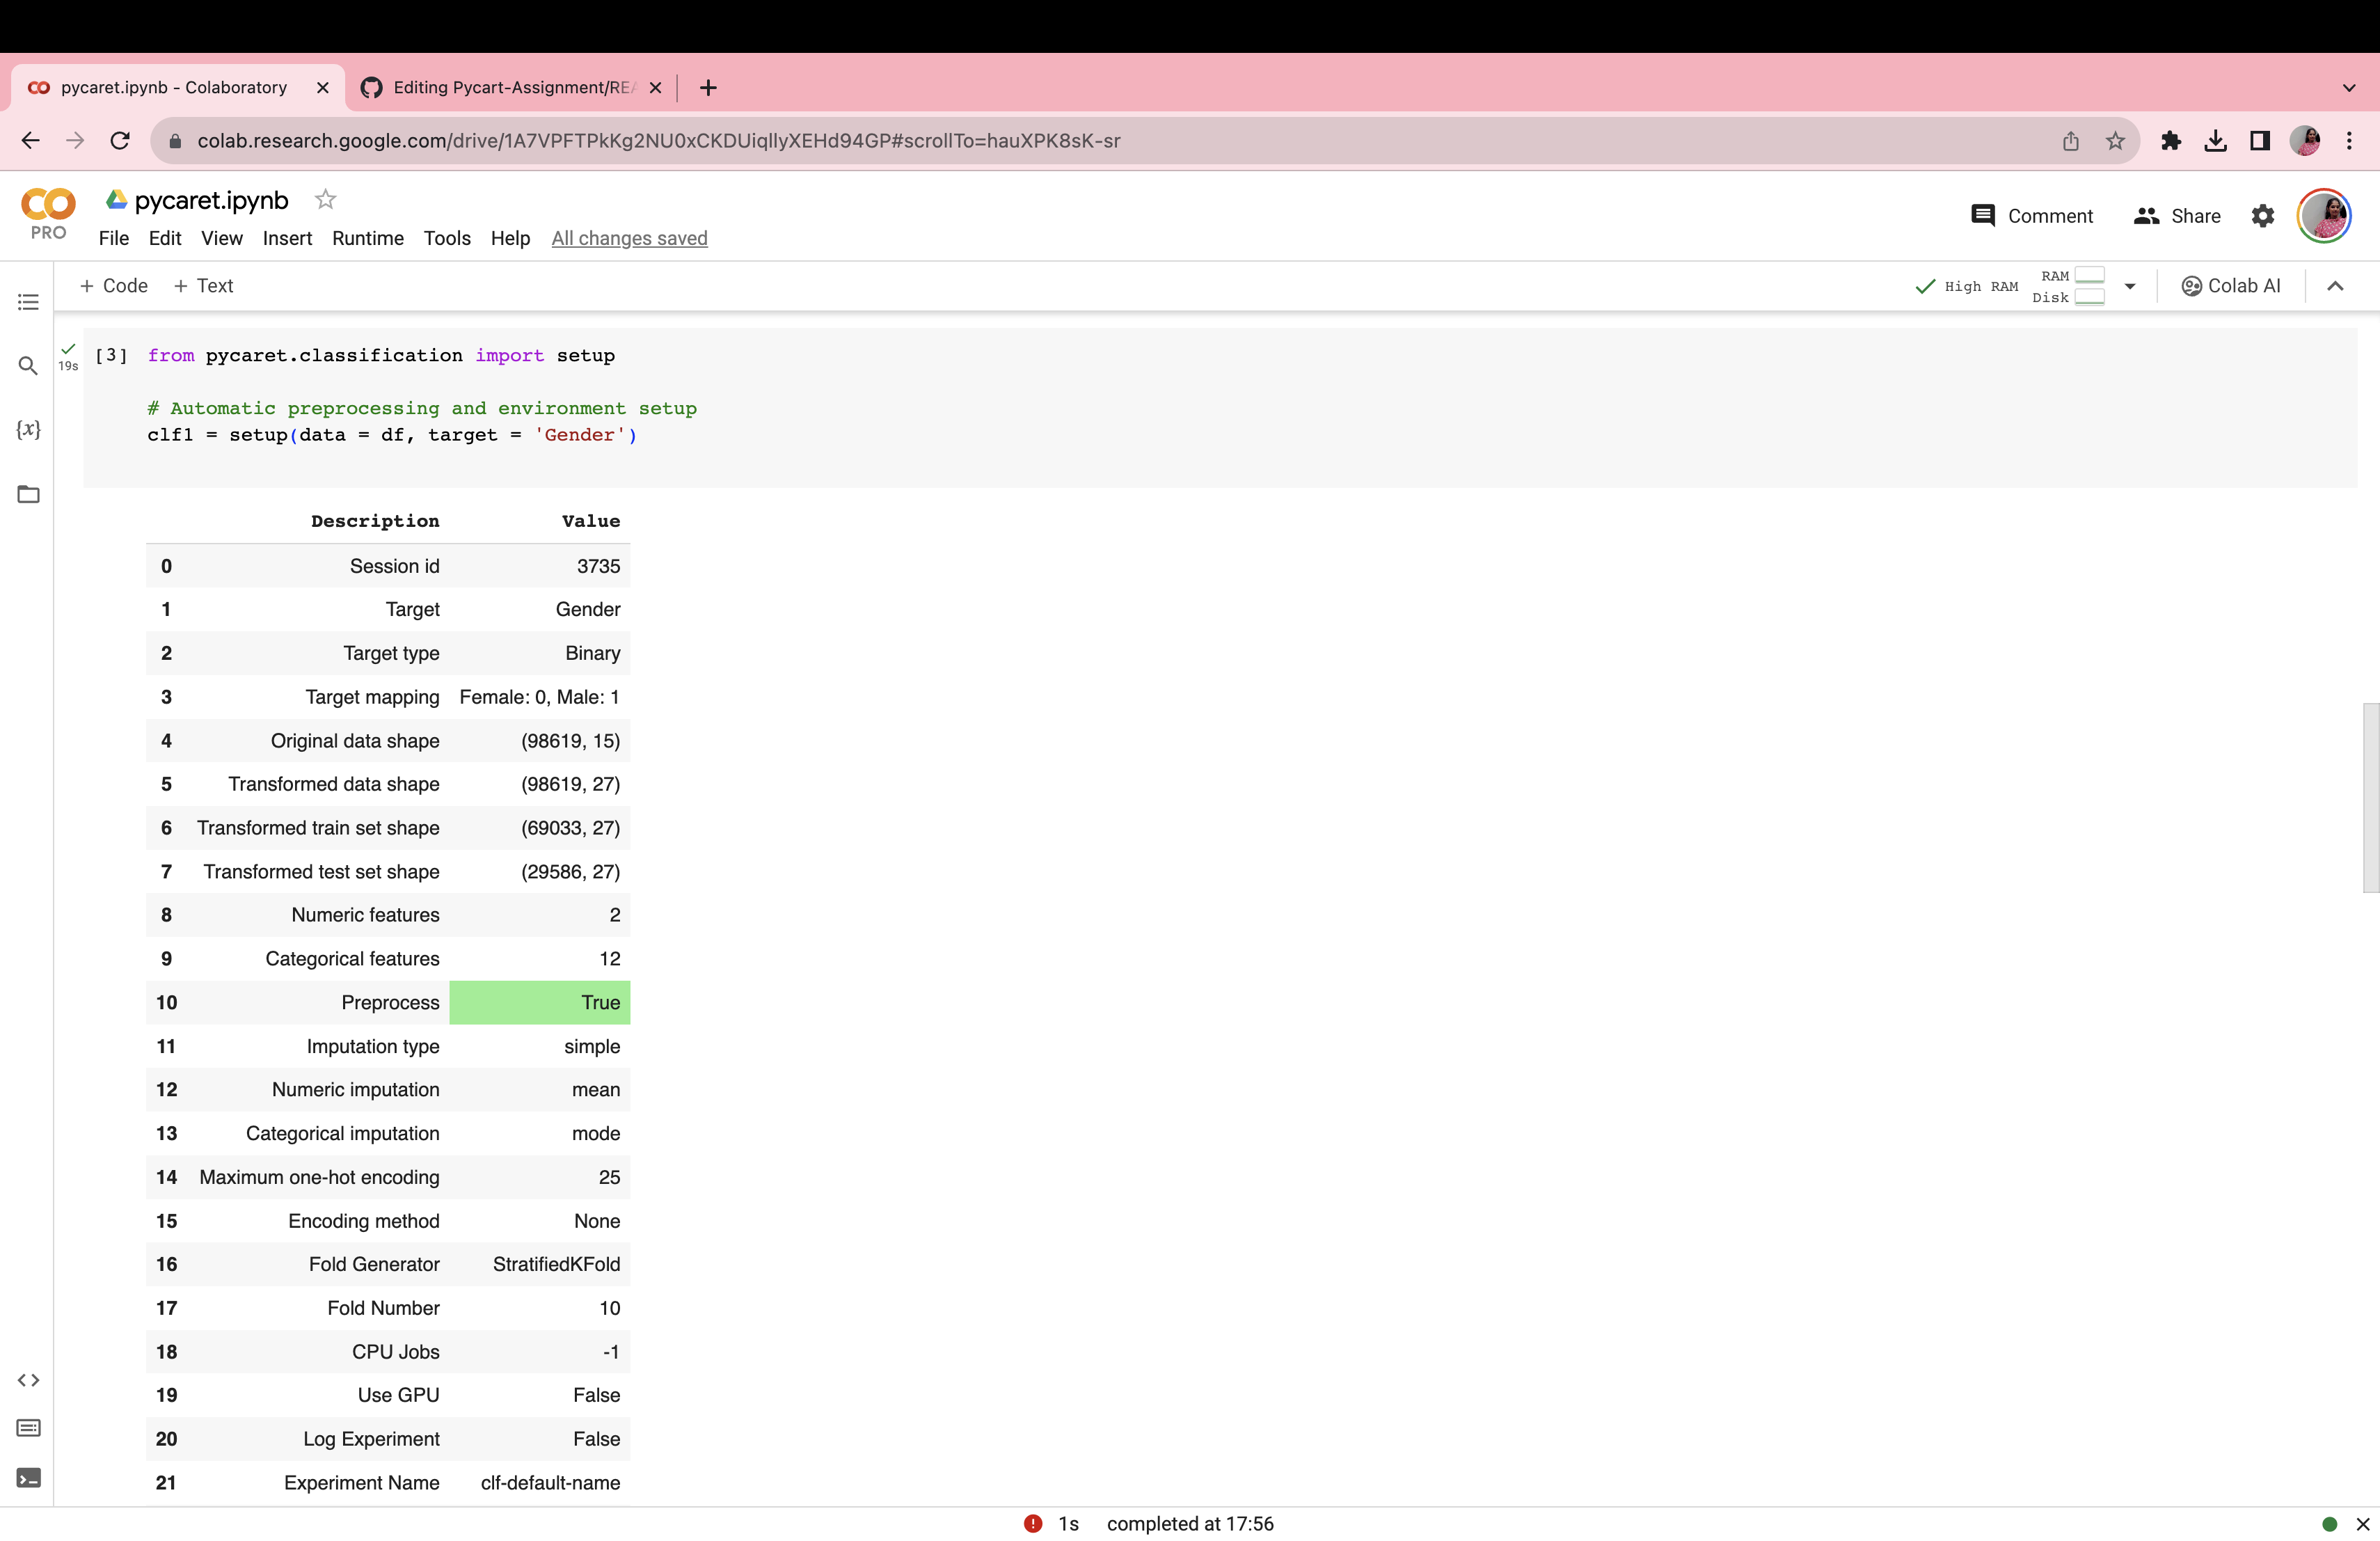 pycaret.ipynb - Colaboratory
Editing Pycart-Assignment/REA
colab.research.google.com/drive/1A7VPFTPkKg2NU0xCKDUiqllyXEHd94GP#scrollTo=hauXPK8sK-sr
CO
PRO
pycaret.ipynb
File Edit View Insert Runtime Tools Help All changes saved
Comment Share
+ Code + Text
High RAM RAM Disk Colab AI
{x}
19s
[3] from pycaret.classification import setup
# Automatic preprocessing and environment setup
clf1 = setup(data = df, target = 'Gender')
Description Value
0 Session id 3735
1 Target Gender
2 Target type Binary
3 Target mapping Female: 0, Male: 1
4 Original data shape (98619, 15)
5 Transformed data shape (98619, 27)
6 Transformed train set shape (69033, 27)
7 Transformed test set shape (29586, 27)
8 Numeric features 2
9 Categorical features 12
10 Preprocess True
11 Imputation type simple
12 Numeric imputation mean
13 Categorical imputation mode
14 Maximum one-hot encoding 25
15 Encoding method None
16 Fold Generator StratifiedKFold
17 Fold Number 10
18 CPU Jobs -1
19 Use GPU False
20 Log Experiment False
21 Experiment Name clf-default-name
1s completed at 17:56